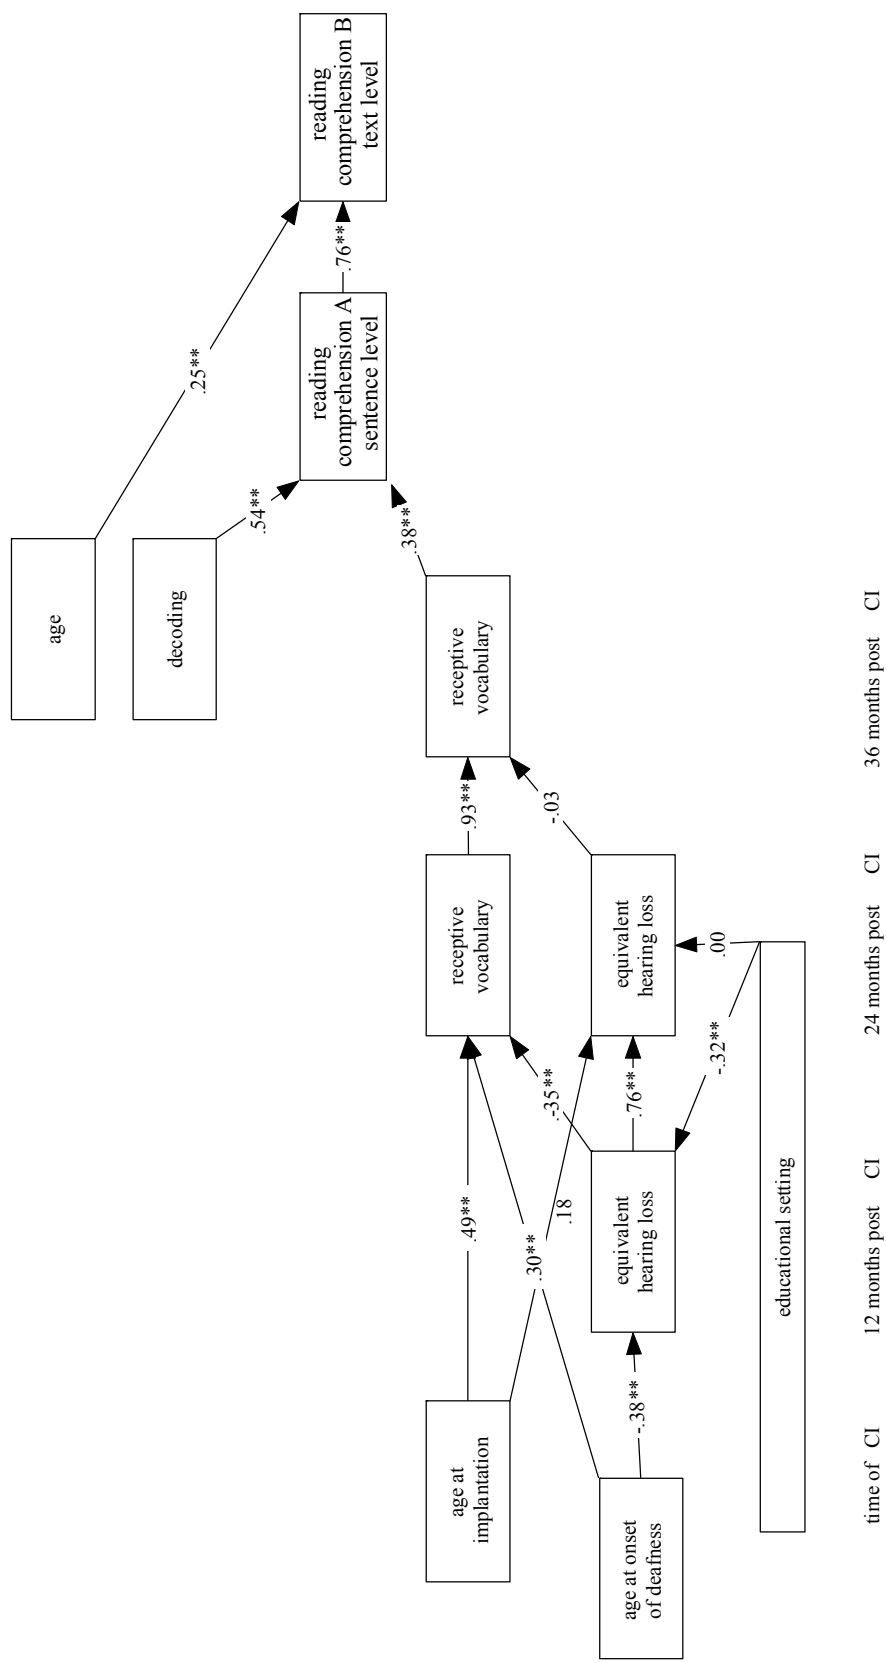 age
decoding
.25**
.54**
reading
comprehension B
text level
.76**
reading
comprehension A
sentence level
.38**
receptive
vocabulary
.93**
receptive
vocabulary
-.03
.49**
-.35**
.18
.30**
age at
implantation
equivalent
hearing loss
.76**
equivalent
hearing loss
.00
-.32**
-.38**
age at onset
of deafness
educational setting
time of CI
12 months post CI
24 months post CI
36 months post CI